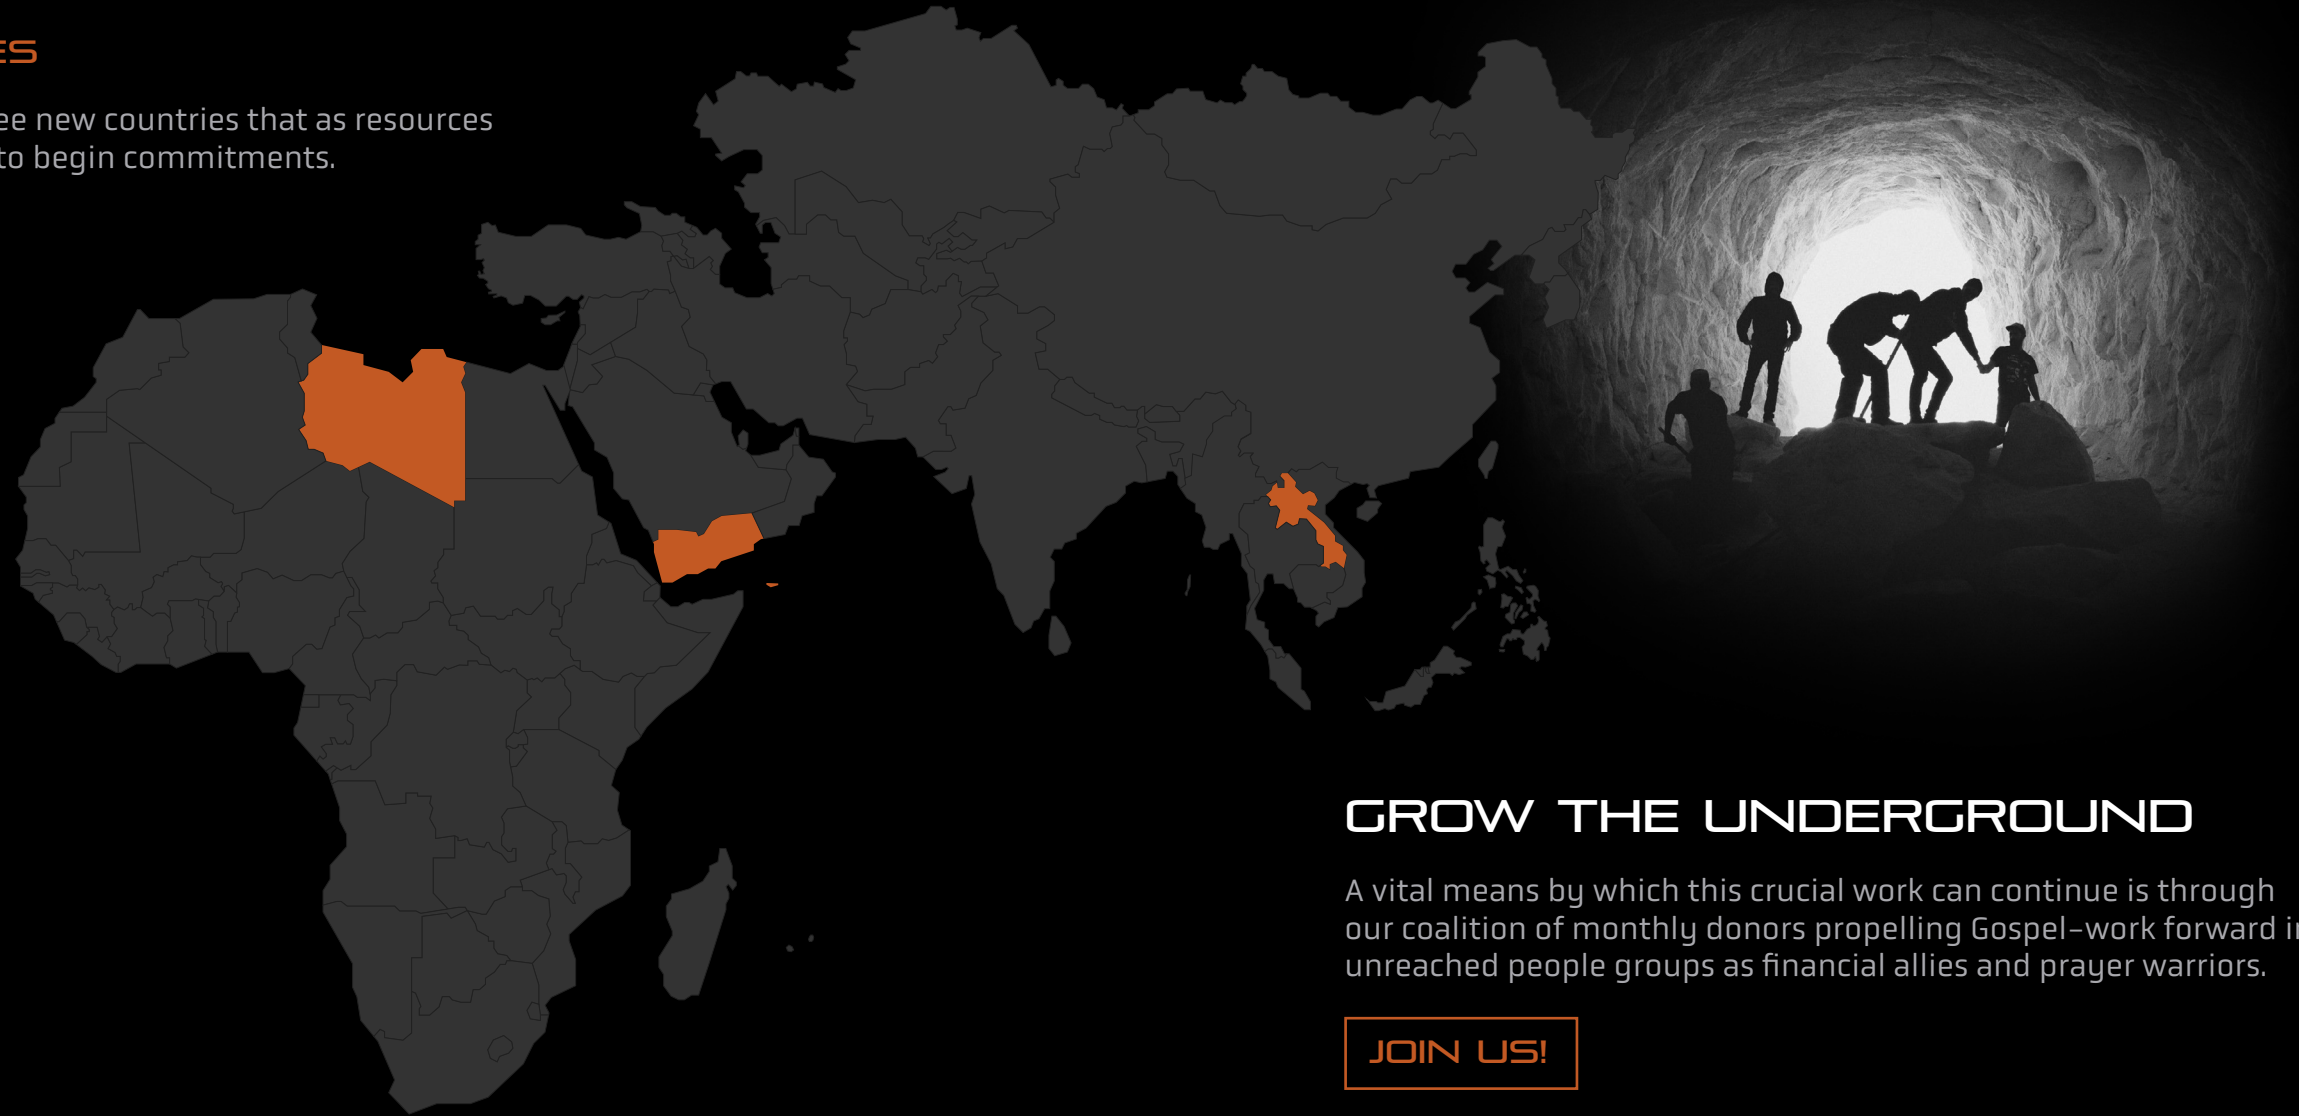 ES
ee new countries that as resources
to begin commitments.
GROW THE UNDERGROUND
A vital means by which this crucial work can continue is through
our coalition of monthly donors propelling Gospel-work forward in
unreached people groups as financial allies and prayer warriors.
JOIN US!